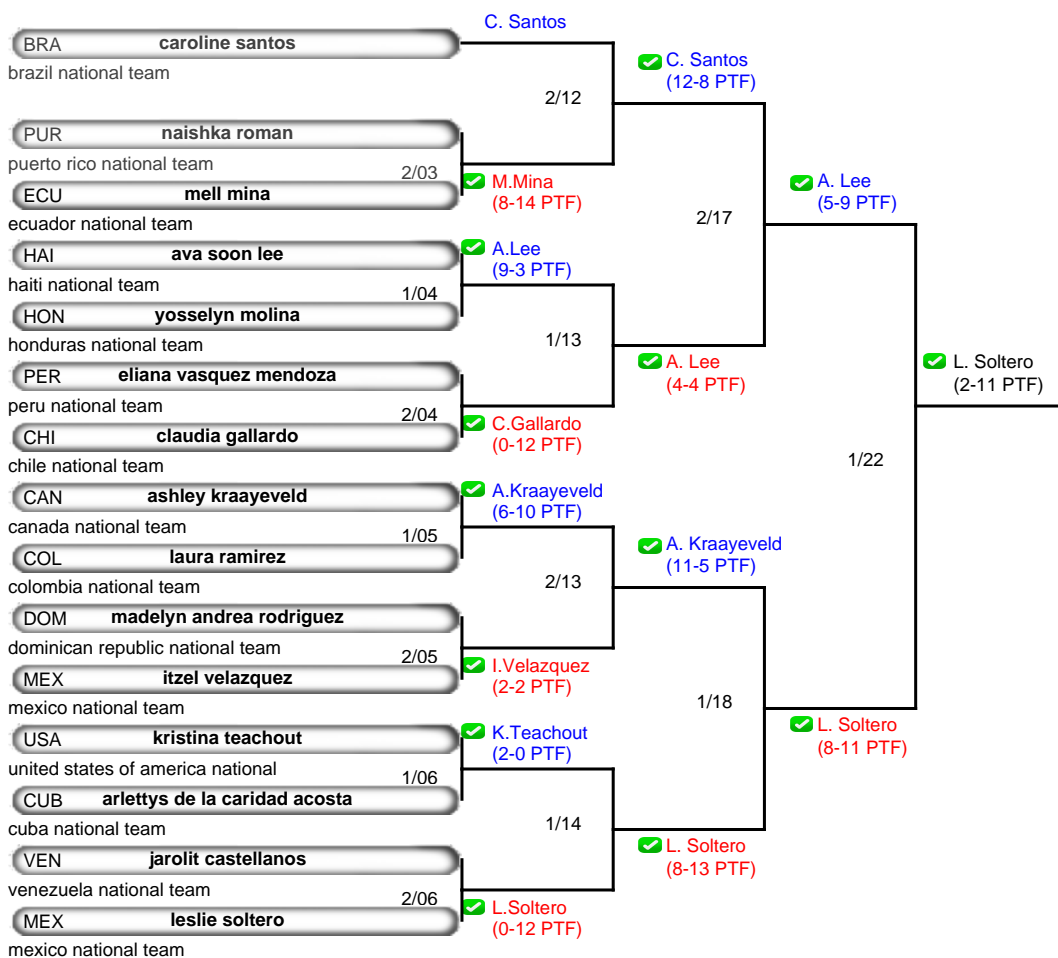 C. Santos
BRA caroline santos
brazil national team
C. Santos
(12-8 PTF)
2/12
PUR naishka roman
puerto rico national team
2/03
M.Mina
(8-14 PTF)
ECU mell mina
ecuador national team
A. Lee
(5-9 PTF)
2/17
HAI ava soon lee
haiti national team
A.Lee
(9-3 PTF)
1/04
HON yosselyn molina
honduras national team
1/13
PER eliana vasquez mendoza
peru national team
A. Lee
(4-4 PTF)
L. Soltero
(2-11 PTF)
2/04
C.Gallardo
(0-12 PTF)
CHI claudia gallardo
chile national team
1/22
CAN ashley kraayeveld
canada national team
A.Kraayeveld
(6-10 PTF)
1/05
COL laura ramirez
colombia national team
A. Kraayeveld
(11-5 PTF)
2/13
DOM madelyn andrea rodriguez
dominican republic national team
2/05
I.Velazquez
(2-2 PTF)
MEX itzel velazquez
mexico national team
1/18
USA kristina teachout
united states of america national
K.Teachout
(2-0 PTF)
L. Soltero
(8-11 PTF)
1/06
CUB arlettys de la caridad acosta
cuba national team
1/14
VEN jarolit castellanos
venezuela national team
L. Soltero
(8-13 PTF)
2/06
L.Soltero
(0-12 PTF)
MEX leslie soltero
mexico national team